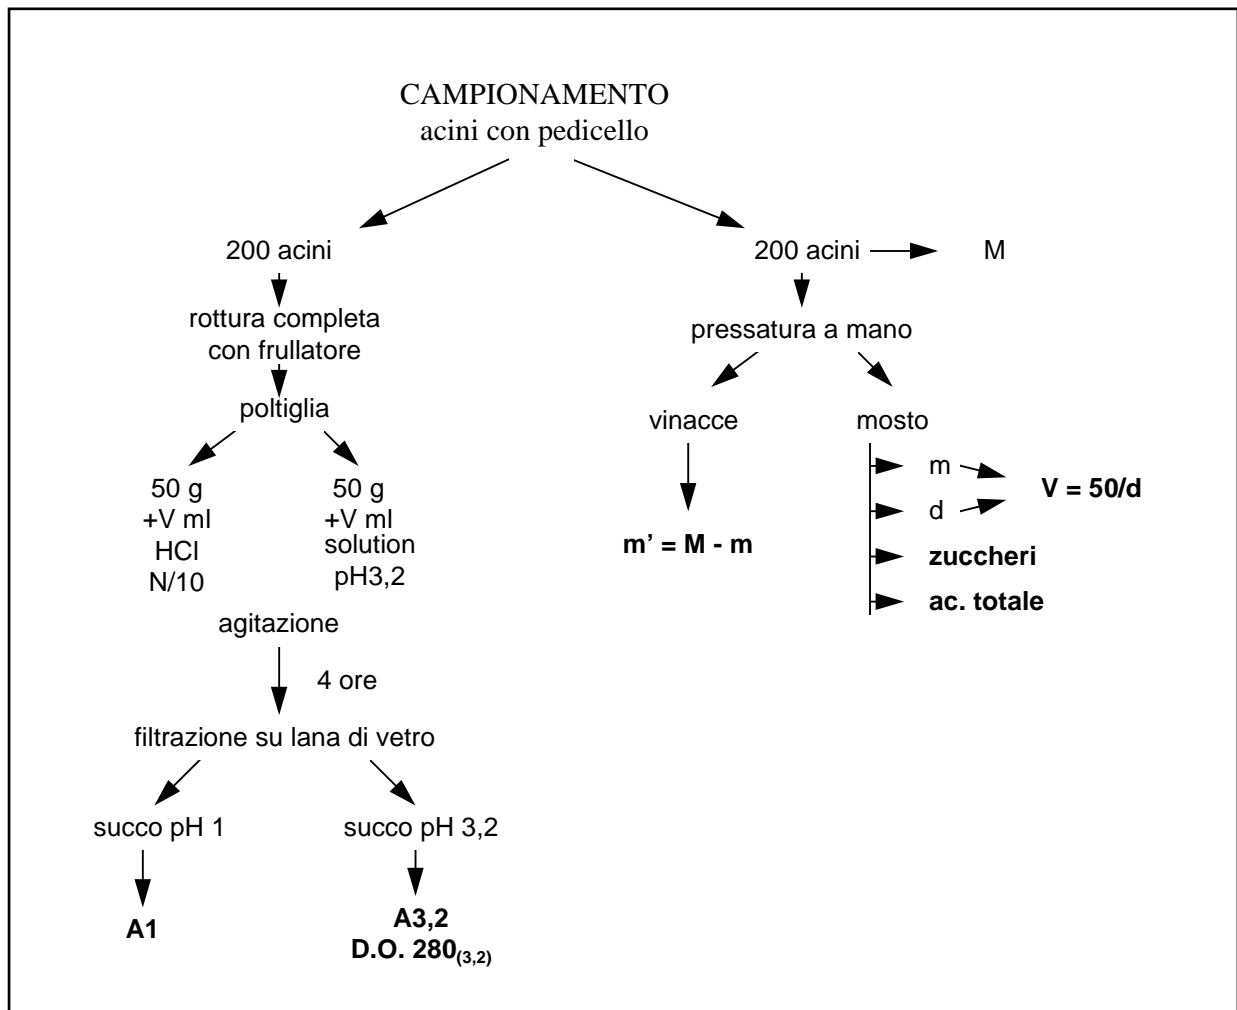 CAMPIONAMENTO
acini con pedicello
200 acini
200 acini
M
rottura completa
con frullatore
pressatura a mano
poltiglia
vinacce
mosto
50 g
+V ml
HCl
N/10
50 g
+V ml
solution
pH3,2
m
d
V = 50/d
m’ = M - m
zuccheri
ac. totale
agitazione
4 ore
filtrazione su lana di vetro
succo pH 1
succo pH 3,2
A1
A3,2
D.O. 280(3,2)